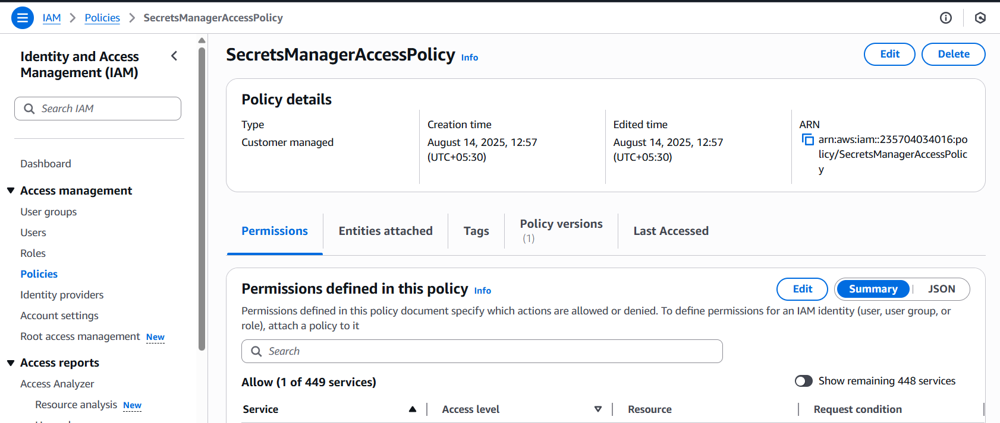 IAM > Policies > SecretsManagerAccessPolicy
Identity and Access
Management (IAM)
Search IAM
Dashboard
Access management
User groups
Users
Roles
Policies
Identity providers
Account settings
Root access management New
Access reports
Access Analyzer
Resource analysis New
SecretsManagerAccessPolicy Info
Edit
Delete
Policy details
Type
Customer managed
Creation time
August 14, 2025, 12:57
(UTC+05:30)
Edited time
August 14, 2025, 12:57
(UTC+05:30)
ARN
arn:aws:iam::235704034016:po
licy/SecretsManagerAccessPolic
y
Permissions
Entities attached
Tags
Policy versions
(1)
Last Accessed
Permissions defined in this policy Info
Edit
Summary
JSON
Permissions defined in this policy document specify which actions are allowed or denied. To define permissions for an IAM identity (user, user group, or
role), attach a policy to it
Search
Allow (1 of 449 services)
Show remaining 448 services
Service
Access level
Resource
Request condition